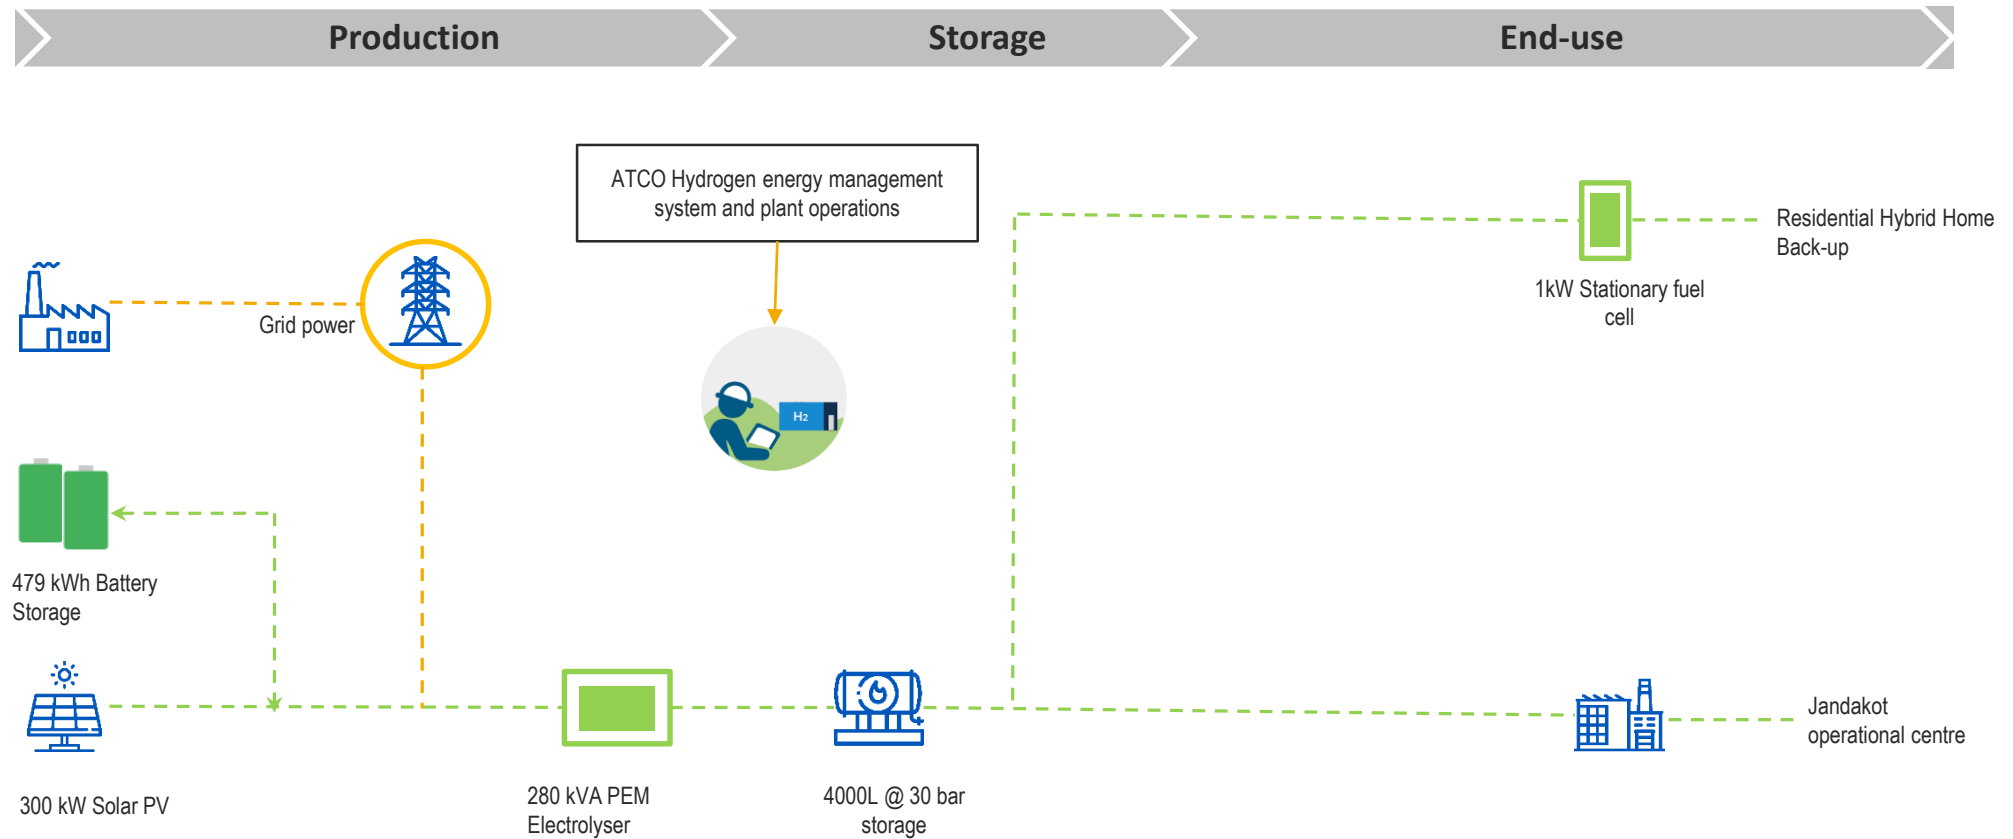 Production
Storage
End-use
ATCO Hydrogen energy management
system and plant operations
Residential Hybrid Home
Back-up
1kW Stationary fuel
cell
Grid power
H2
479 kWh Battery
Storage
Jandakot
operational centre
300 kW Solar PV
280 kVA PEM
Electrolyser
4000L @ 30 bar
storage